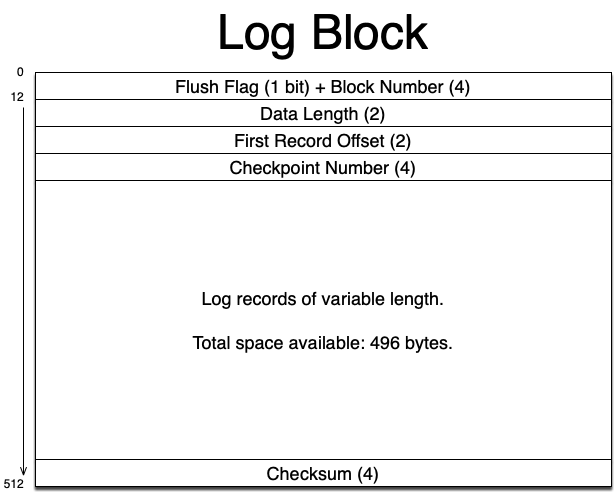 Log Block
0
Flush Flag (1 bit) + Block Number (4)
12
Data Length (2)
First Record Offset (2)
Checkpoint Number (4)
Log records of variable length.
Total space available: 496 bytes.
Checksum (4)
512